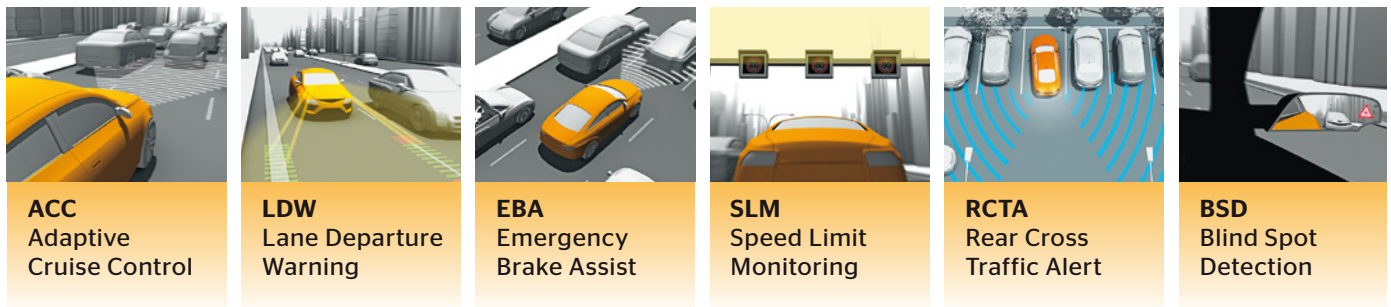 ACC
Adaptive
Cruise Control
LDW
Lane Departure
Warning
EBA
Emergency
Brake Assist
SLM
Speed Limit
Monitoring
RCTA
Rear Cross
Traffic Alert
BSD
Blind Spot
Detection